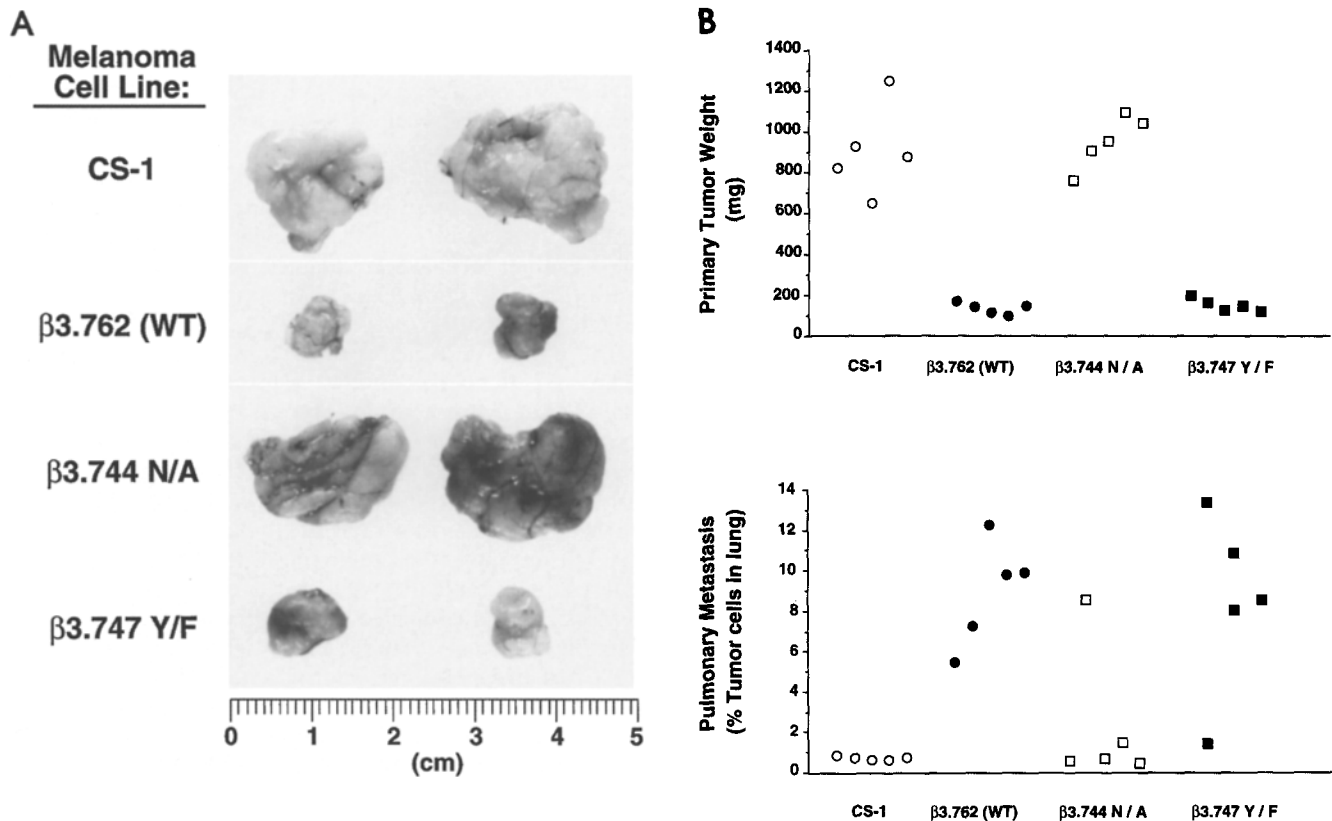 A
Melanoma
Cell Line:
CS-1
β3.762 (WT)
β3.744 N/A
β3.747 Y/F
0 1 2 3 4 5
(cm)
B
Primary Tumor Weight
(mg)
1400
1200
1000
800
600
400
200
0
CS-1 β3.762 (WT) β3.744 N / A β3.747 Y / F
Pulmonary Metastasis
(% Tumor cells in lung)
14
12
10
8
6
4
2
0
CS-1 β3.762 (WT) β3.744 N / A β3.747 Y / F